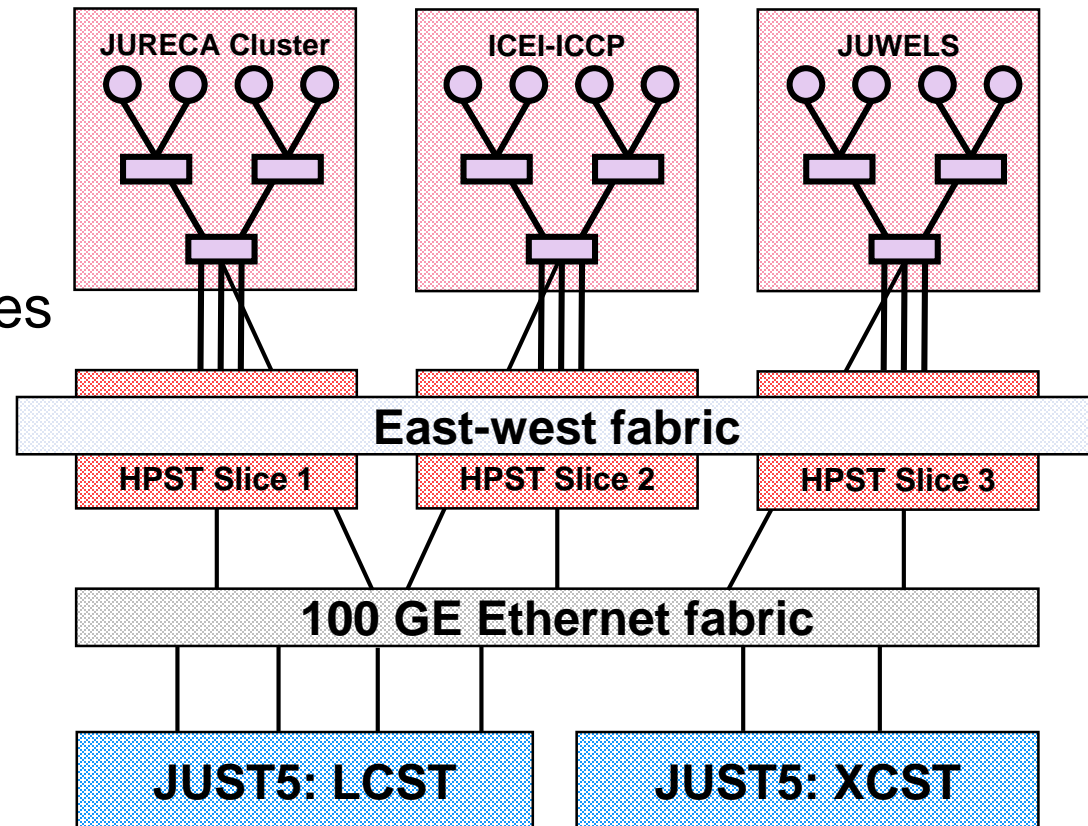 JURECA Cluster
ICEI-ICCP
JUWELS
es
East-west fabric
HPST Slice 1
HPST Slice 2
HPST Slice 3
100 GE Ethernet fabric
JUST5: LCST
JUST5: XCST